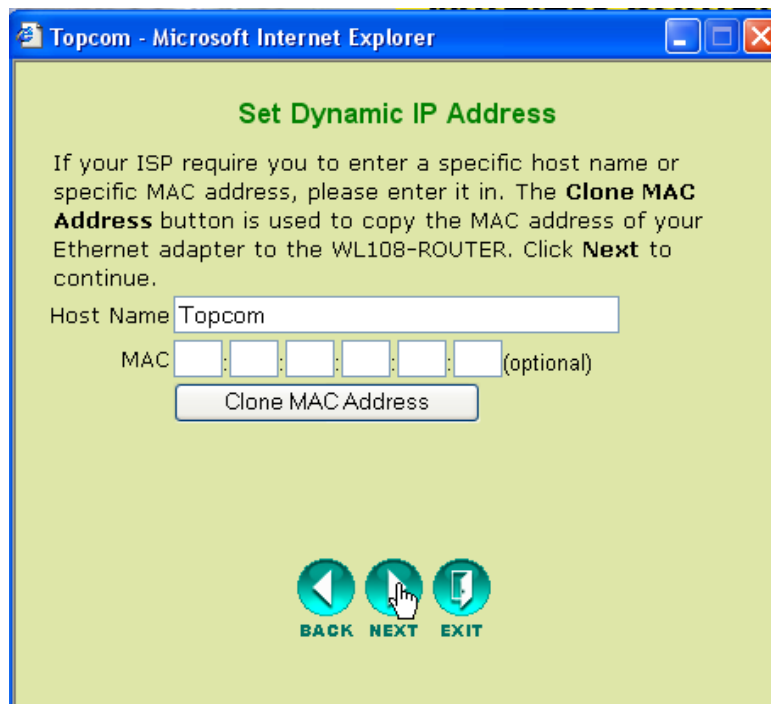 Topcom - Microsoft Internet Explorer
Set Dynamic IP Address
If your ISP require you to enter a specific host name or
specific MAC address, please enter it in. The Clone MAC
Address button is used to copy the MAC address of your
Ethernet adapter to the WL108-ROUTER. Click Next to
continue.
Host Name Topcom
MAC : : : : : (optional)
Clone MAC Address
BACK NEXT EXIT